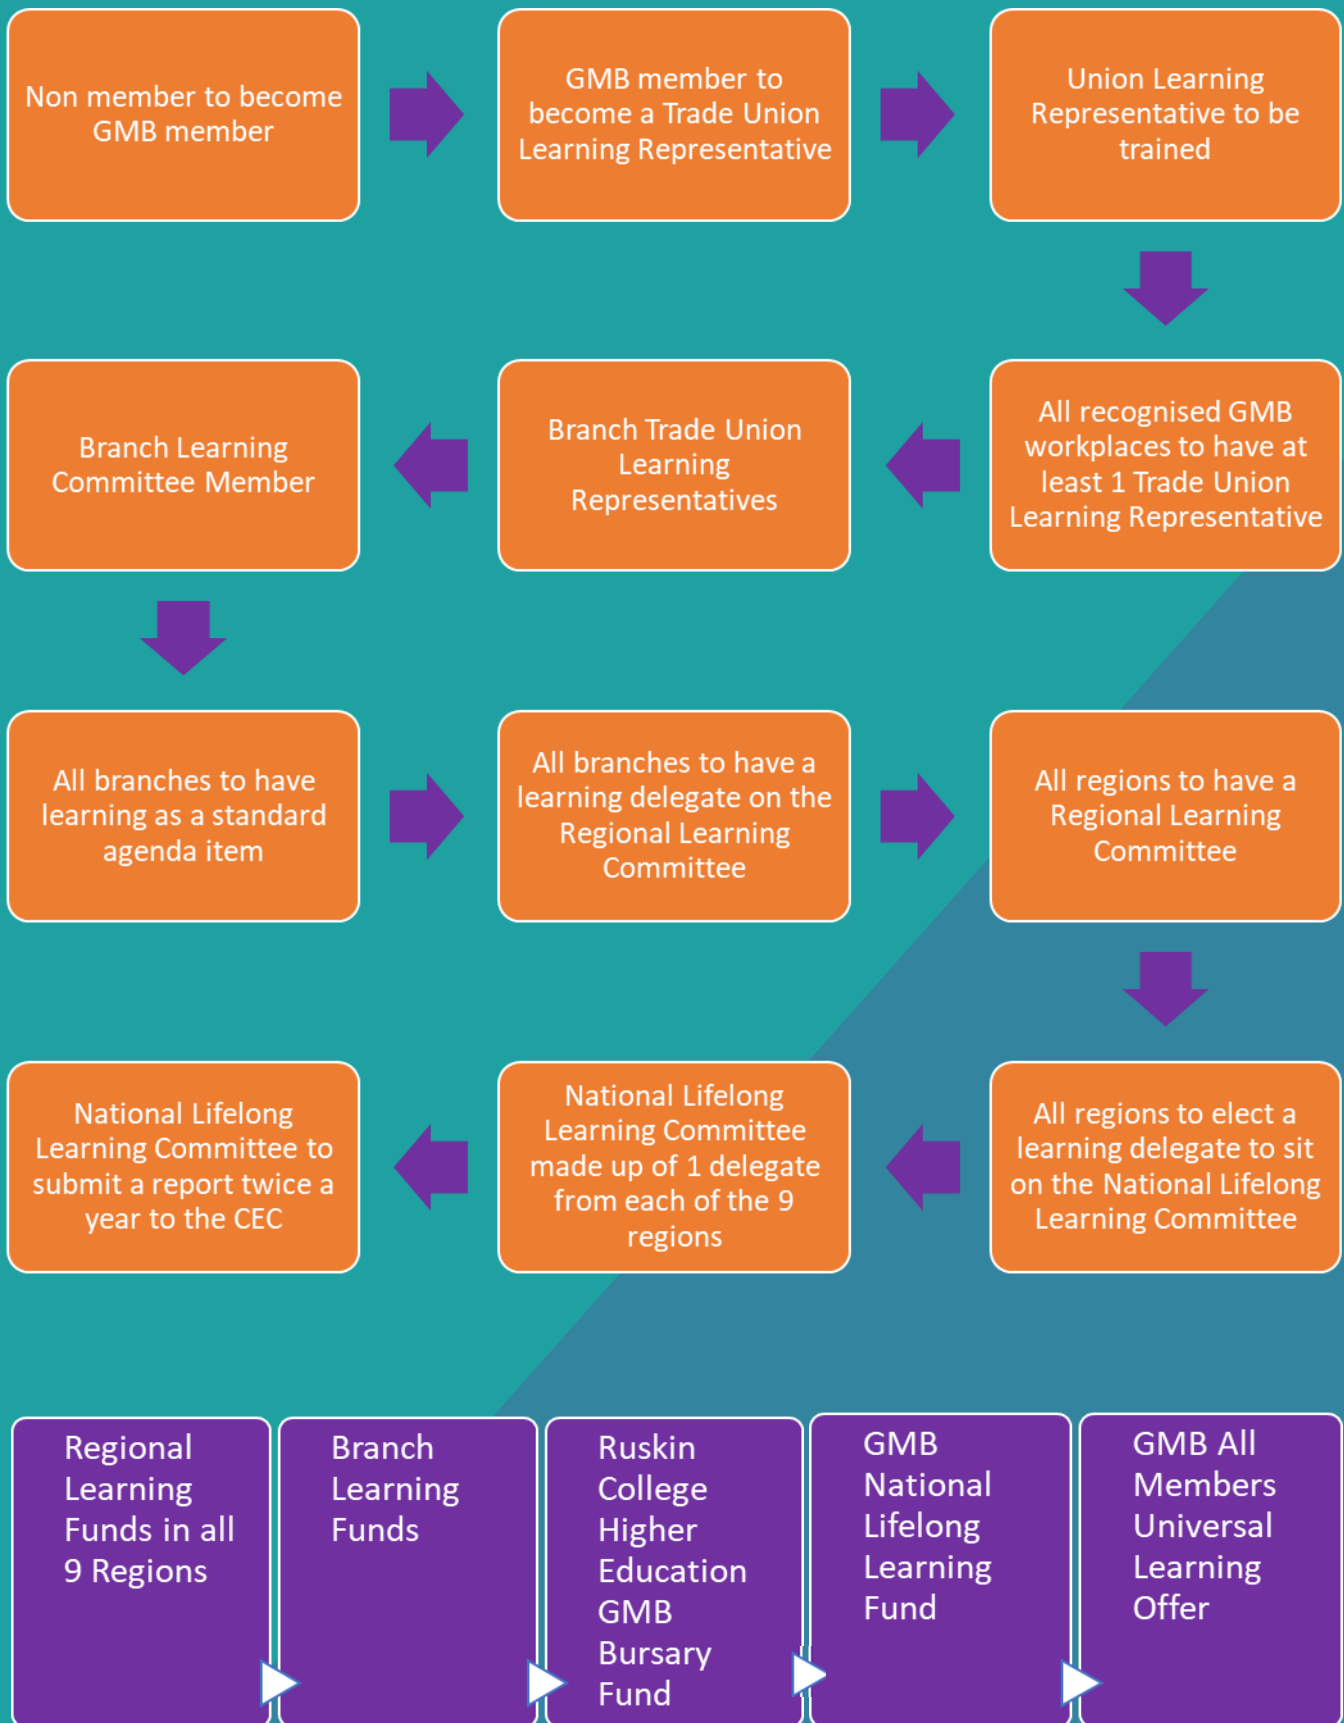 Non member to become
GMB member
GMB member to
become a Trade Union
Learning Representative
Union Learning
Representative to be
trained
All recognised GMB
workplaces to have at
least 1 Trade Union
Learning Representative
Branch Trade Union
Learning
Representatives
Branch Learning
Committee Member
All branches to have
learning as a standard
agenda item
All branches to have a
learning delegate on the
Regional Learning
Committee
All regions to have a
Regional Learning
Committee
All regions to elect a
learning delegate to sit
on the National Lifelong
Learning Committee
National Lifelong
Learning Committee
made up of 1 delegate
from each of the 9
regions
National Lifelong
Learning Committee to
submit a report twice a
year to the CEC
Regional
Learning
Funds in all
9 Regions
Branch
Learning
Funds
Ruskin
College
Higher
Education
GMB
Bursary
Fund
GMB
National
Lifelong
Learning
Fund
GMB All
Members
Universal
Learning
Offer